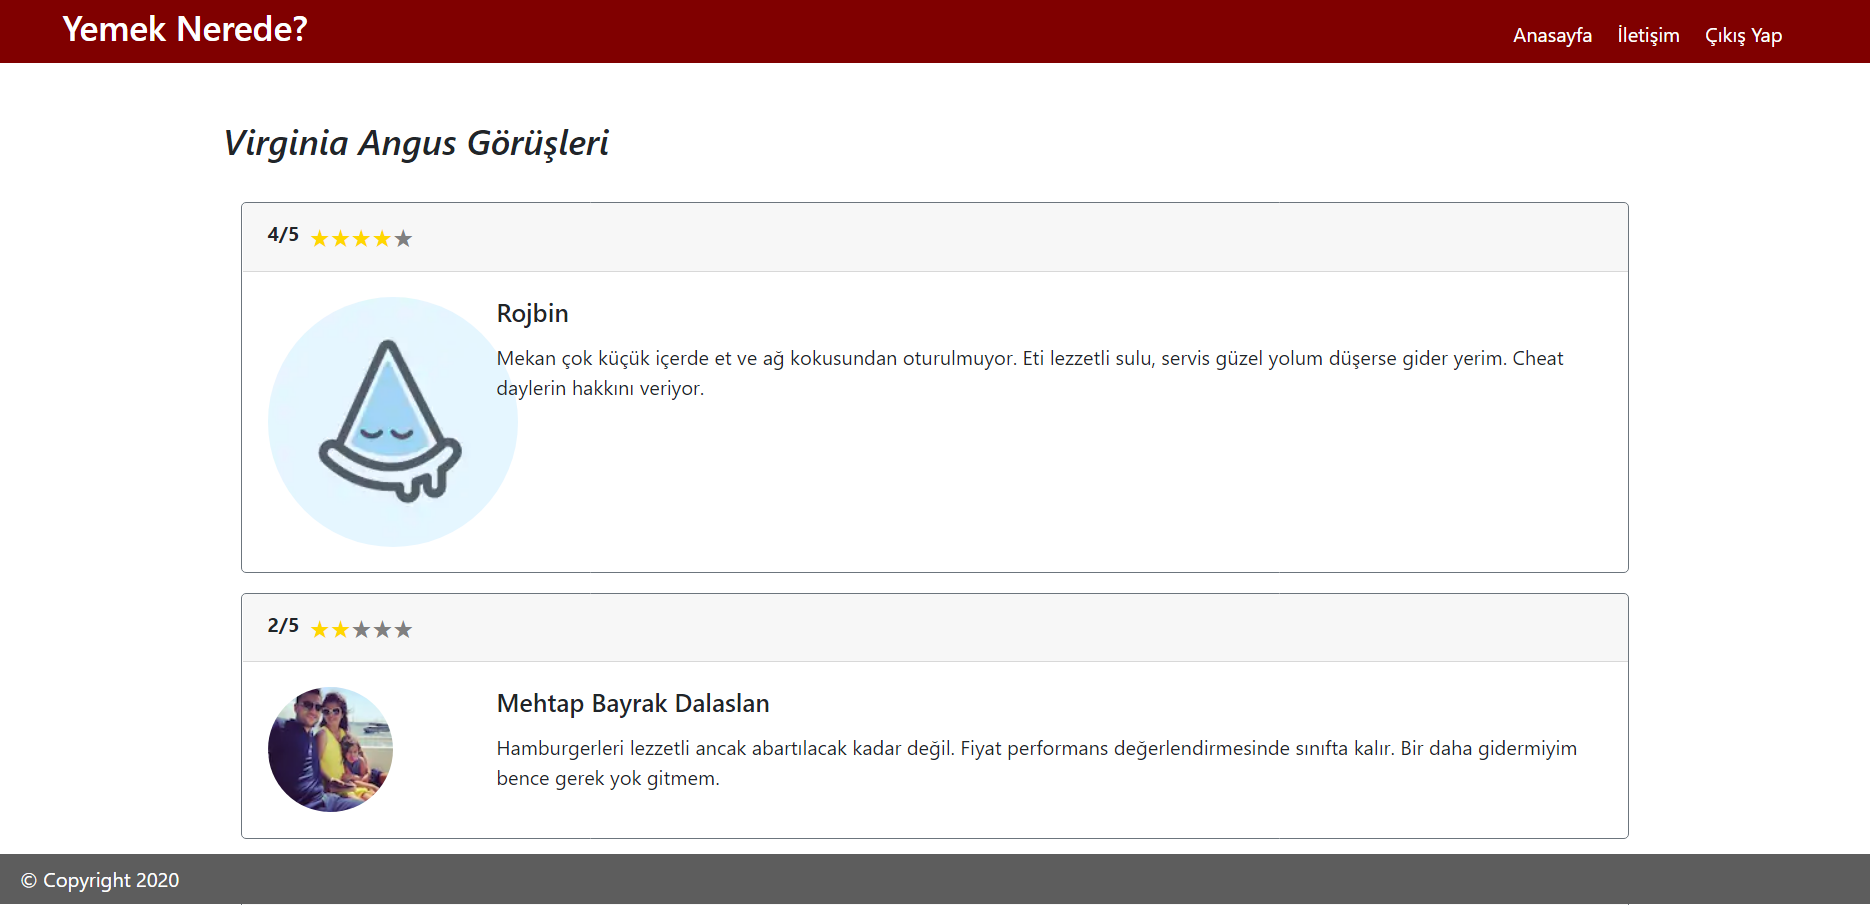 Yemek Nerede?
Anasayfa İletişim Çıkış Yap
Virginia Angus Görüşleri
4/5 ★★★★★
Rojbin
Mekan çok küçük içerde et ve ağ kokusundan oturulmuyor. Eti lezzetli sulu, servis güzel yolum düşerse gider yerim. Cheat
daylerin hakkını veriyor.
2/5 ★★★★★
Mehtap Bayrak Dalaslan
Hamburgerleri lezzetli ancak abartılacak kadar değil. Fiyat performans değerlendirmesinde sınıfta kalır. Bir daha gidermiyim
bence gerek yok gitmem.
© Copyright 2020